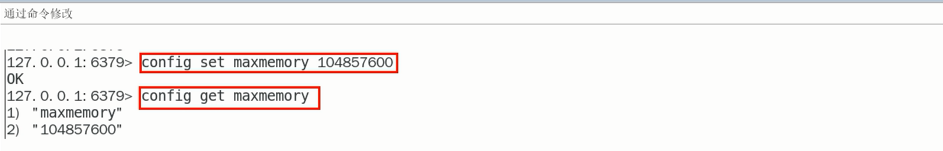 通过命令修改
127.0.0.1:6379> config set maxmemory 104857600
OK
127.0.0.1:6379> config get maxmemory
1) "maxmemory"
2) "104857600"